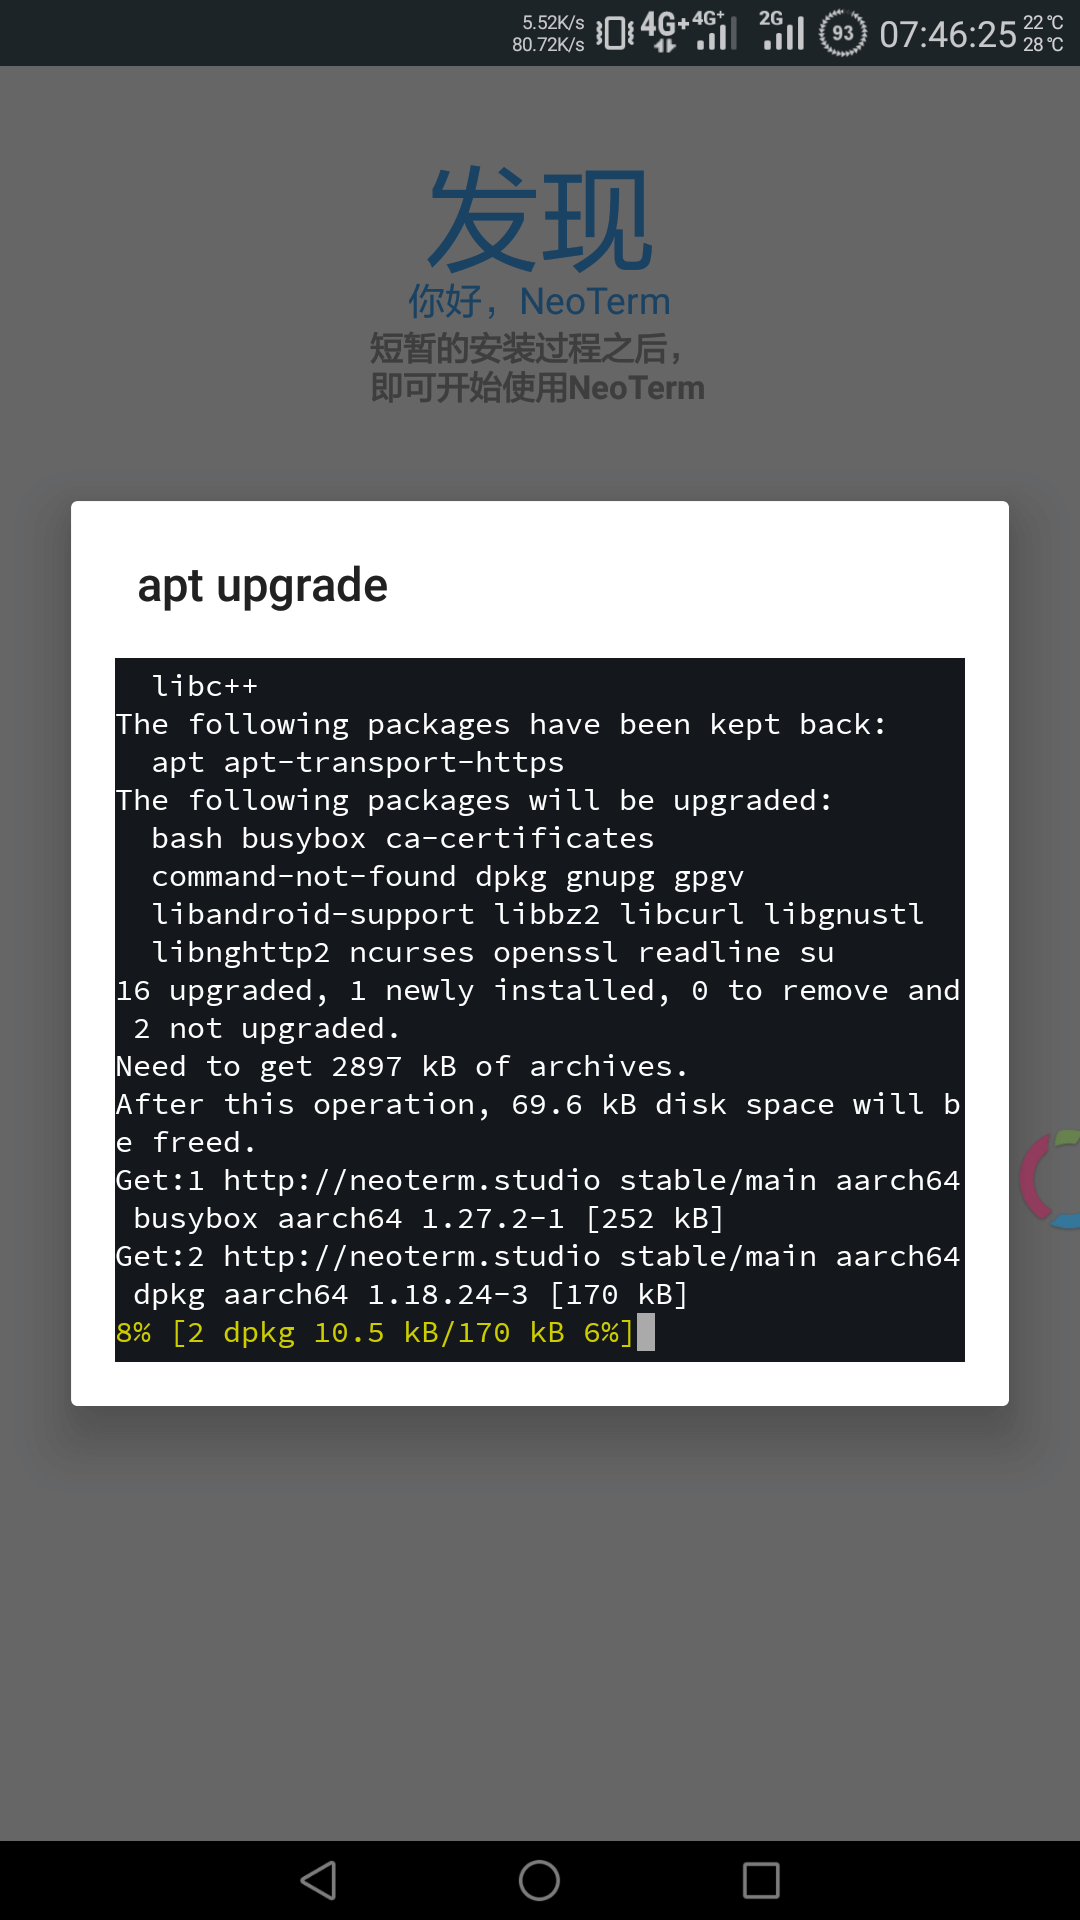 5.52K/s
80.72K/s
4G+ 4G+ 2G 93 07:46:25 22℃
28℃
发现
你好，NeoTerm
短暂的安装过程之后，
即可开始使用NeoTerm
apt upgrade
libc++
The following packages have been kept back:
apt apt-transport-https
The following packages will be upgraded:
bash busybox ca-certificates
command-not-found dpkg gnupg gpgv
libandroid-support libbz2 libcurl libgnustl
libnghttp2 ncurses openssl readline su
16 upgraded, 1 newly installed, 0 to remove and
2 not upgraded.
Need to get 2897 kB of archives.
After this operation, 69.6 kB disk space will b
e freed.
Get:1 http://neoterm.studio stable/main aarch64
busybox aarch64 1.27.2-1 [252 kB]
Get:2 http://neoterm.studio stable/main aarch64
dpkg aarch64 1.18.24-3 [170 kB]
8% [2 dpkg 10.5 kB/170 kB 6%]